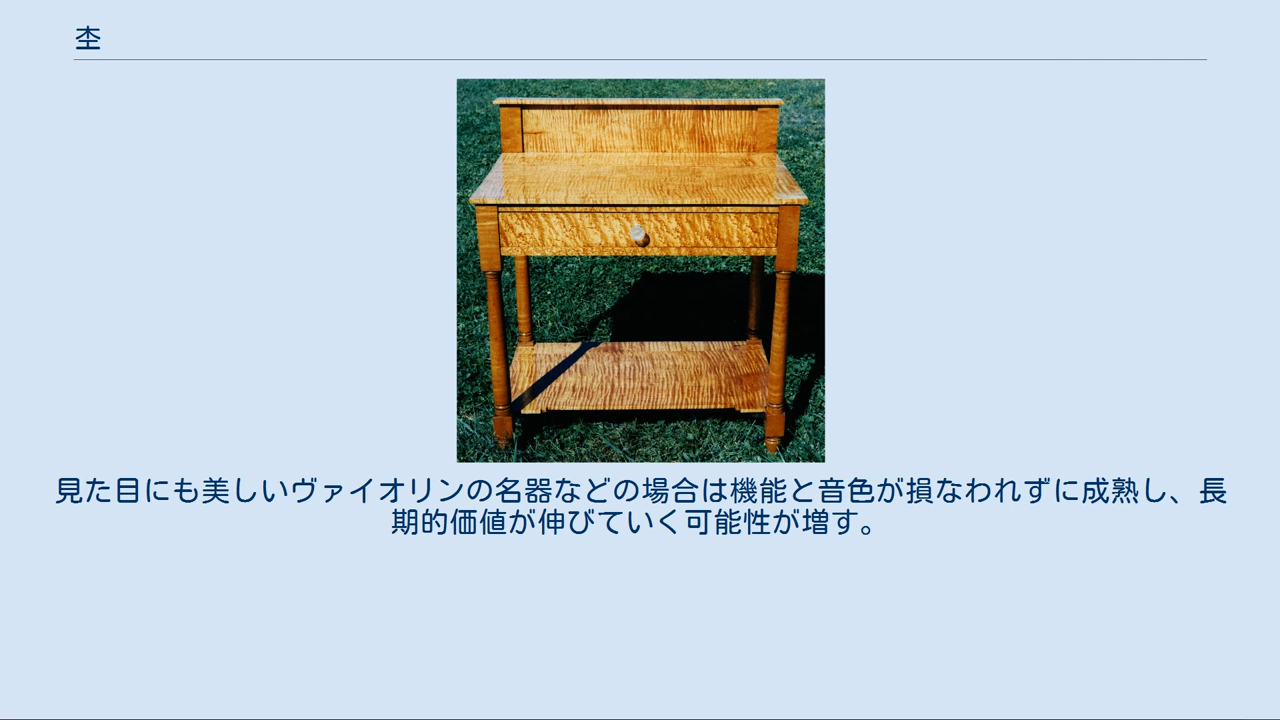 杢
見た目にも美しいヴァイオリンの名器などの場合は機能と音色が損なわれずに成熟し、長
期的価値が伸びていく可能性が増す。